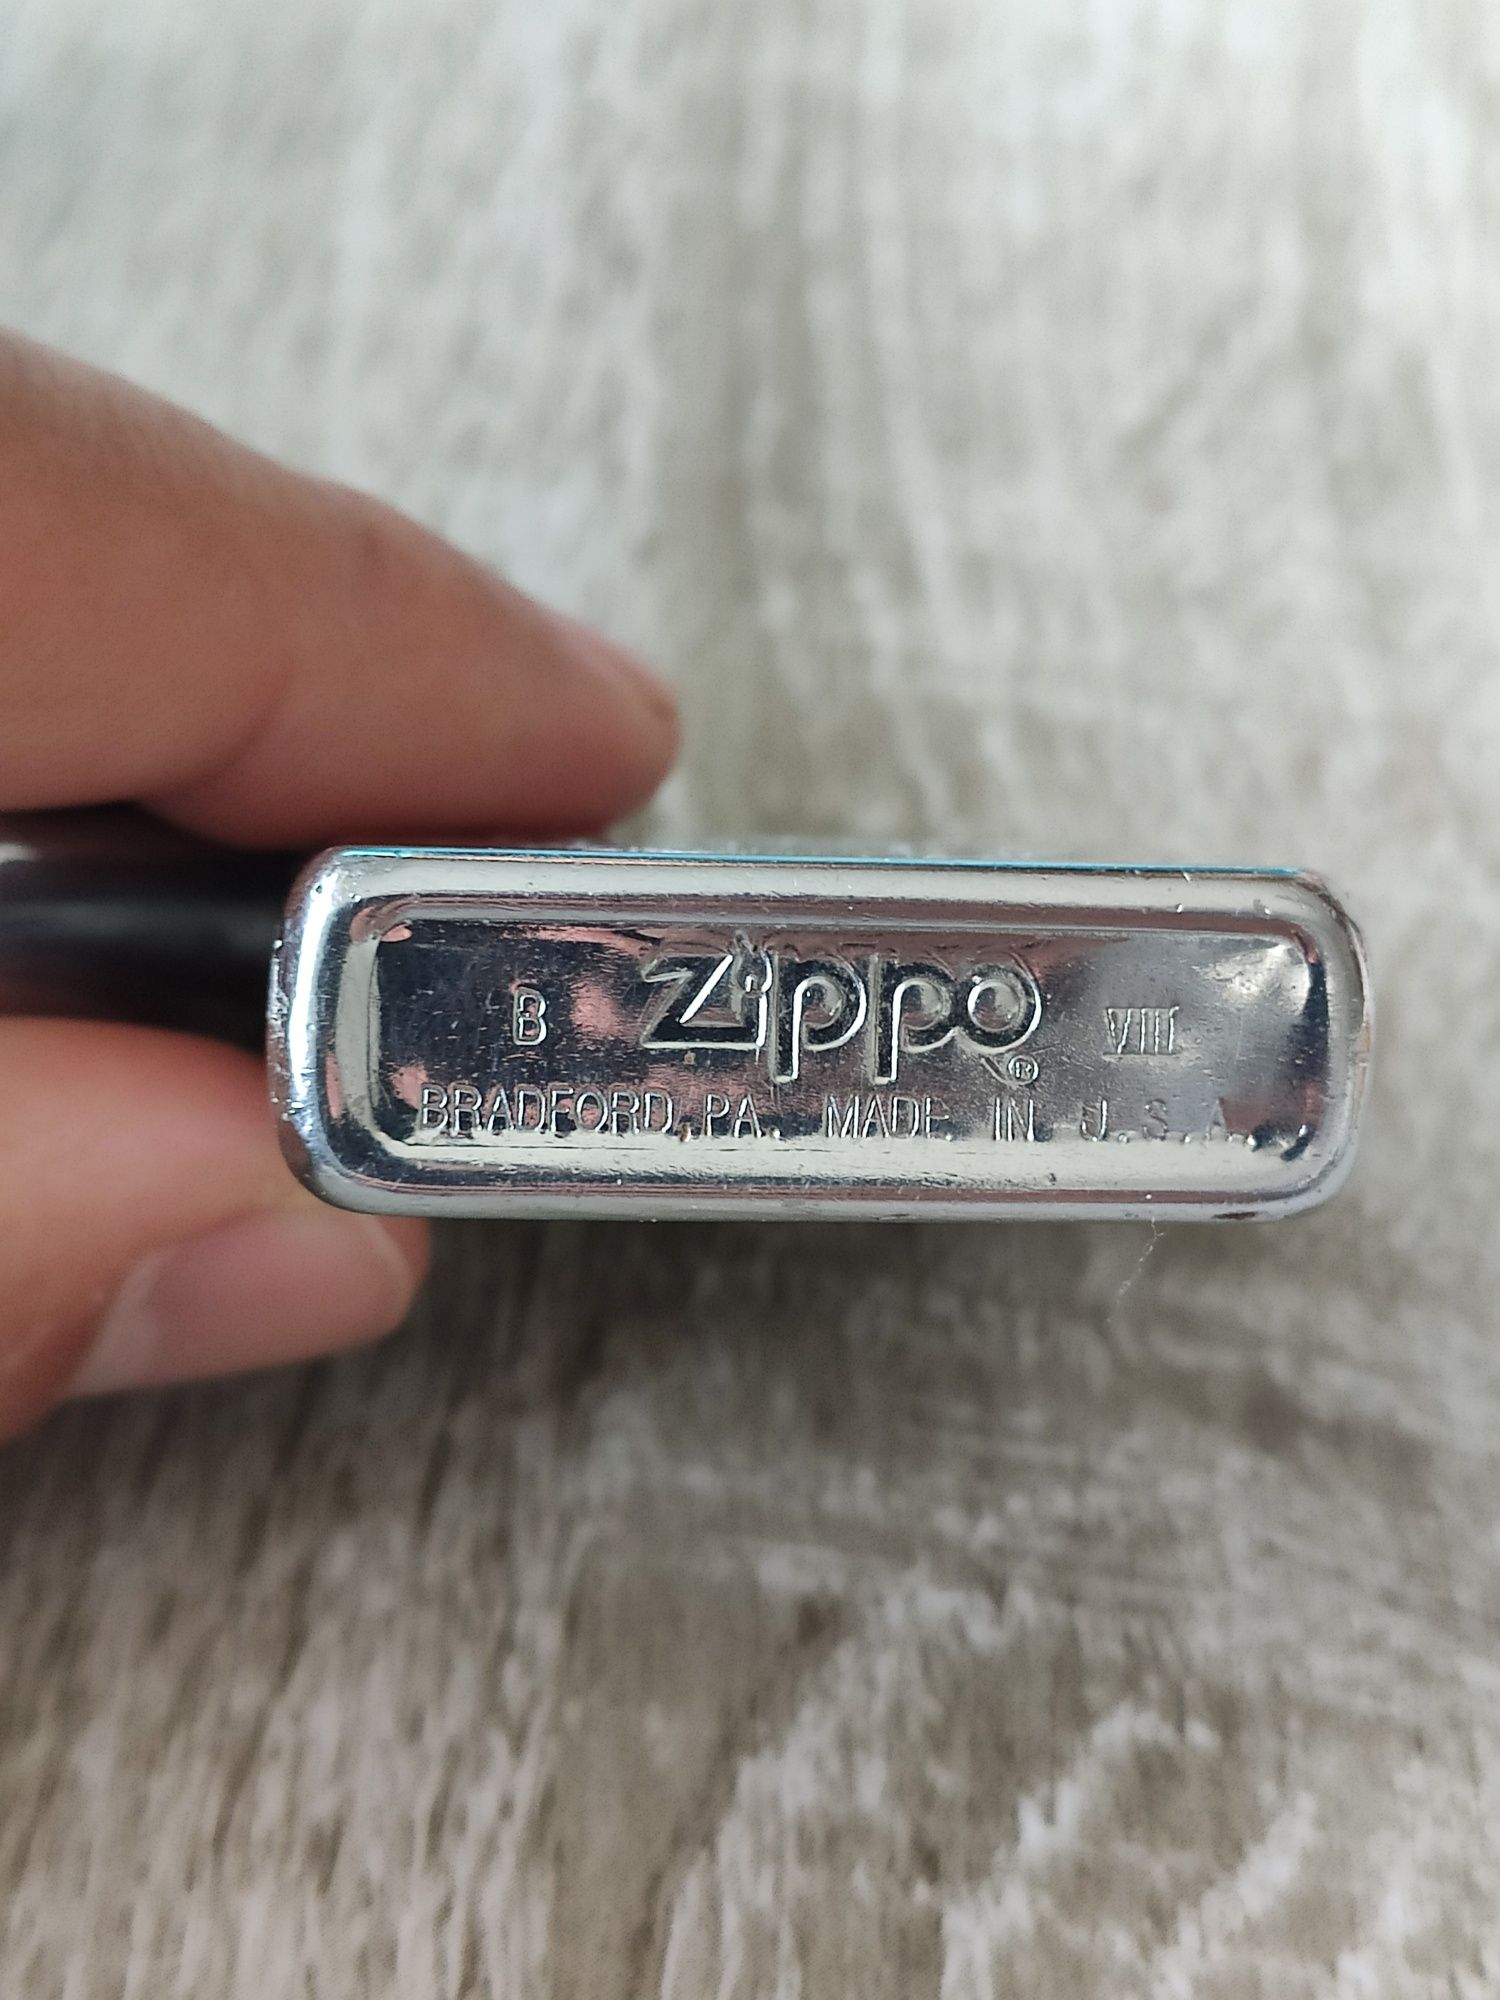 B Zippo ® VIII
BRADFORD, PA. MADE IN U.S.A.